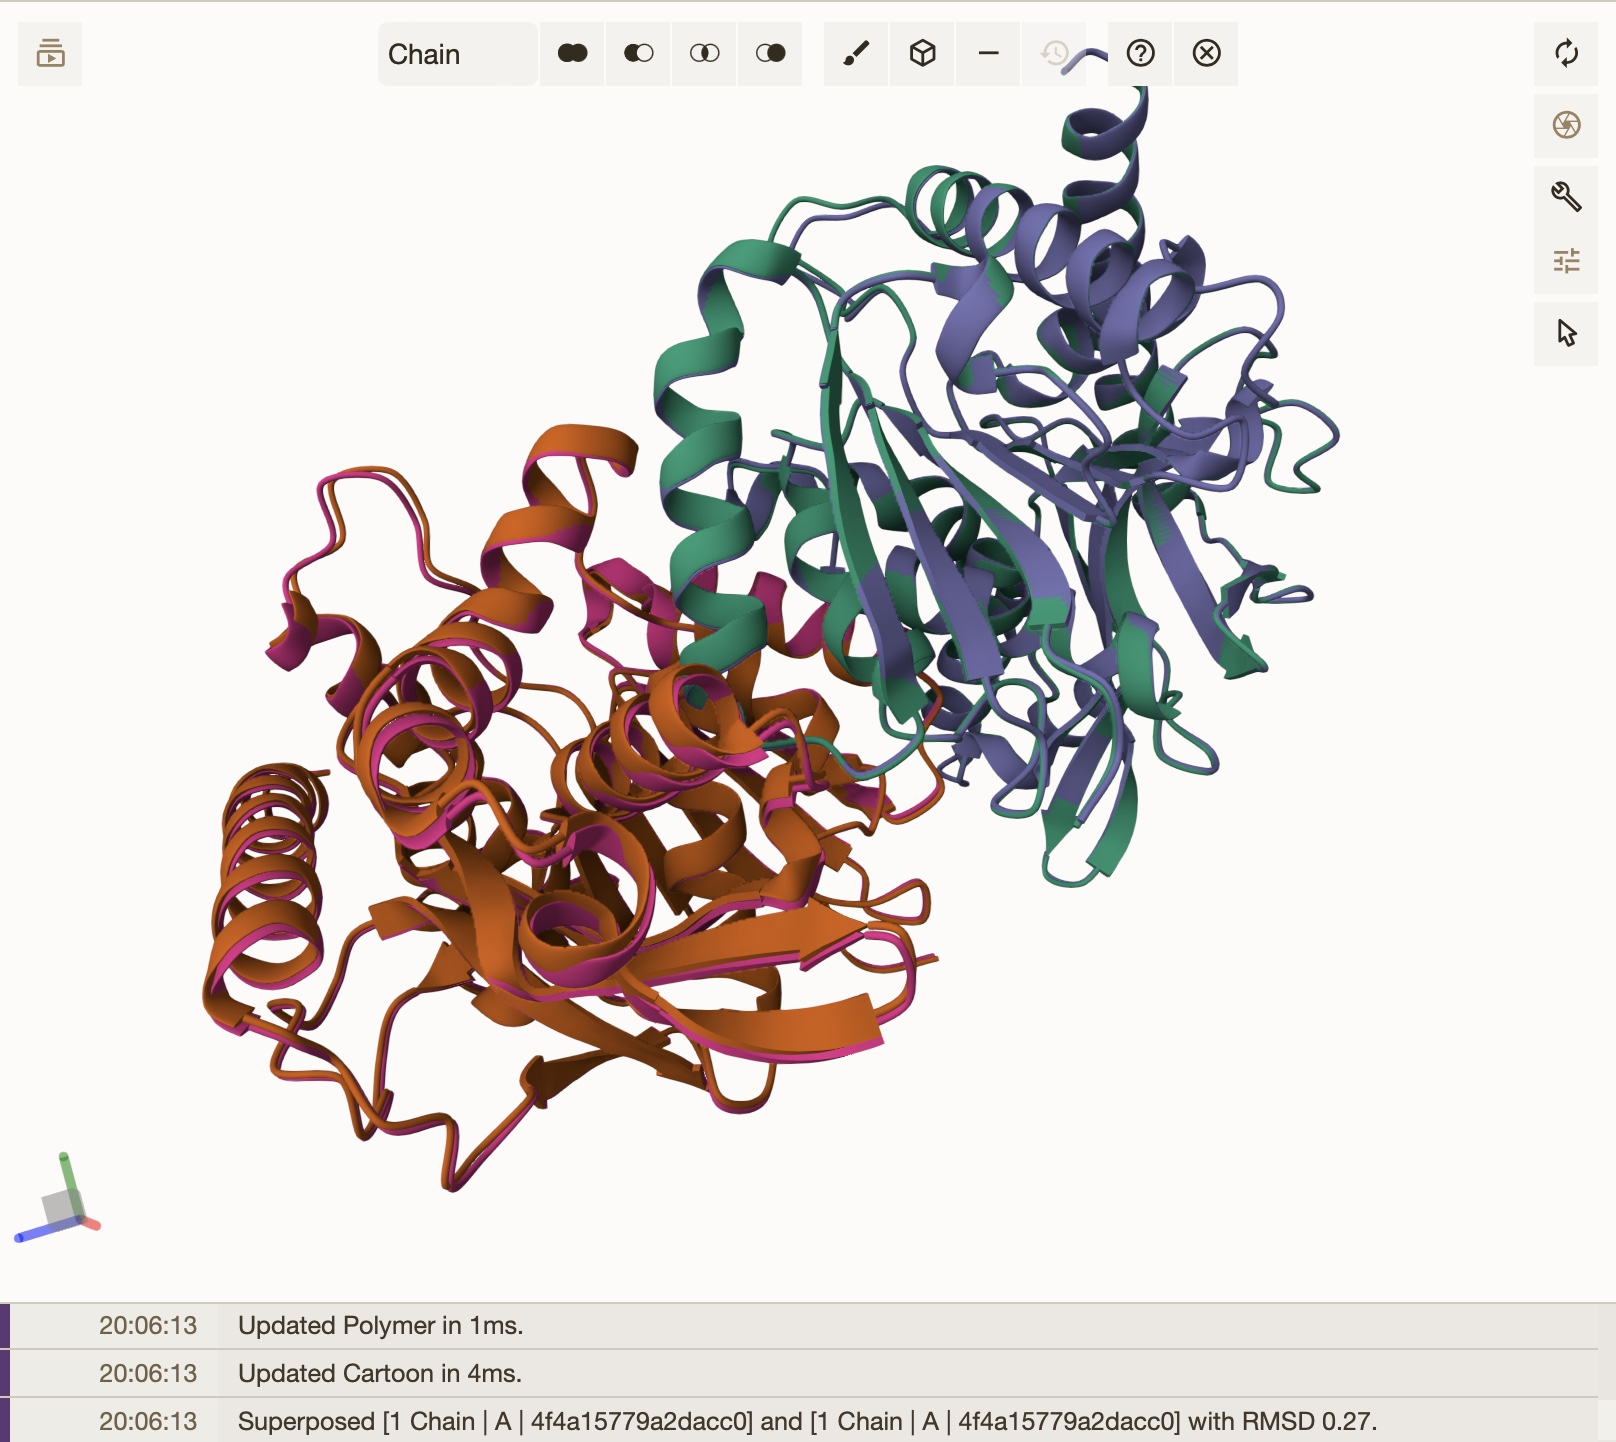 Chain
20:06:13 Updated Polymer in 1ms.
20:06:13 Updated Cartoon in 4ms.
20:06:13 Superposed [1 Chain | A | 4f4a15779a2dacc0] and [1 Chain | A | 4f4a15779a2dacc0] with RMSD 0.27.